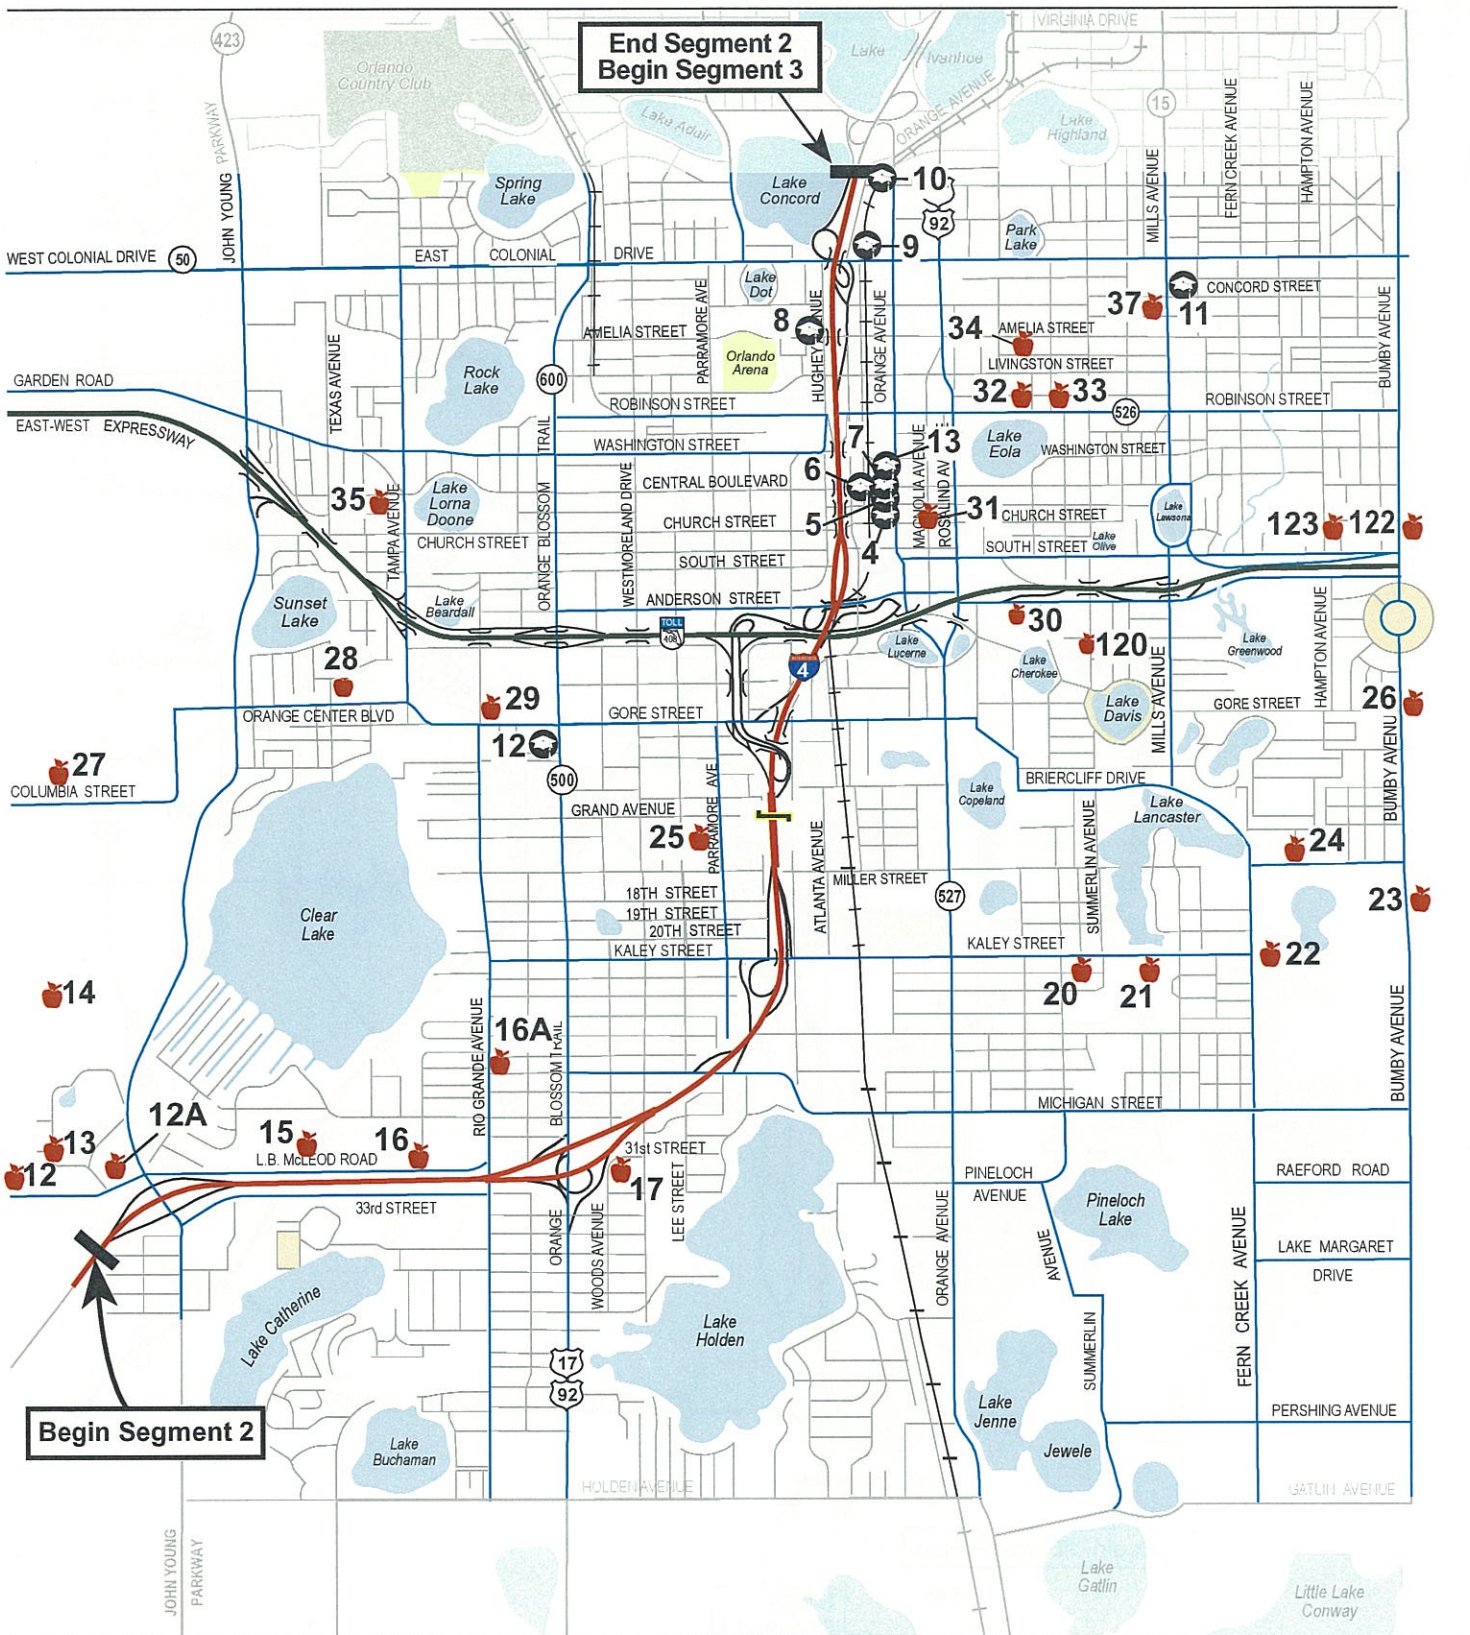 423
VIRGINIA DRIVE
End Segment 2
Begin Segment 3
Lake
Ivanhoe
Orlando
Country Club
ORANGE AVENUE
15
Lake Aduir
Lake
Highland
FERN CREEK AVENUE
HAMPTON AVENUE
JOHN YOUNG PARKWAY
Spring
Lake
Lake
Concord
10
MILLS AVENUE
92
Park
Lake
9
WEST COLONIAL DRIVE
50
EAST COLONIAL DRIVE
Lake
Dot
CONCORD STREET
37
11
PARRAMORE AVE
HUGHEY AVENUE
ORANGE AVENUE
BUMBY AVENUE
8
AMELIA STREET
34
AMELIA STREET
LIVINGSTON STREET
TEXAS AVENUE
Orlando
Arena
Rock
Lake
GARDEN ROAD
600
32
33
ROBINSON STREET
526
ROBINSON STREET
EAST-WEST EXPRESSWAY
TRAIL
WASHINGTON STREET
7
13
Lake
Eola
WASHINGTON STREET
MAGNOLIA AVENUE
ROSALIND AV
6
CENTRAL BOULEVARD
WESTMORELAND DRIVE
35
Lake
Lorna
Doone
TAMPA AVENUE
ORANGE BLOSSOM
CHURCH STREET
5
31
CHURCH STREET
Lake
Lawsona
123
122
CHURCH STREET
4
SOUTH STREET
Lake
Olive
SOUTH STREET
ANDERSON STREET
Sunset
Lake
Lake
Beardall
TOLL
408
30
120
Lake
Lucerne
Lake
Cherokee
Lake
Greenwood
HAMPTON AVENUE
28
4
MILLS AVENUE
Lake
Davis
29
26
ORANGE CENTER BLVD
GORE STREET
GORE STREET
12
27
500
BRIERCLIFF DRIVE
BUMBY AVENU
COLUMBIA STREET
PARRAMORE AVE
GRAND AVENUE
Lake
Copeland
Lake
Lancaster
25
ATLANTA AVENUE
SUMMERLIN AVENUE
24
MILLER STREET
18TH STREET
527
23
Clear
Lake
19TH STREET
20TH STREET
KALEY STREET
KALEY STREET
22
14
20
21
RIO GRANDE AVENUE
16A
BLOSSOM TRAIL
BUMBY AVENUE
MICHIGAN STREET
12A
13
15
16
31st STREET
L.B. McLEOD ROAD
12
17
PINELOCH
AVENUE
RAEFORD ROAD
33rd STREET
ORANGE
WOODS AVENUE
LEE STREET
ORANGE AVENUE
Pineloch
Lake
AVENUE
FERN CREEK AVENUE
LAKE MARGARET
DRIVE
Lake Catherine
Lake
Holden
SUMMERLIN
17
92
Lake
Jenne
PERSHING AVENUE
Begin Segment 2
Lake
Buchaman
Jewele
HOLDEN AVENUE
GATLIN AVENUE
JOHN YOUNG
PARKWAY
Lake
Gatlin
Little Lake
Conway